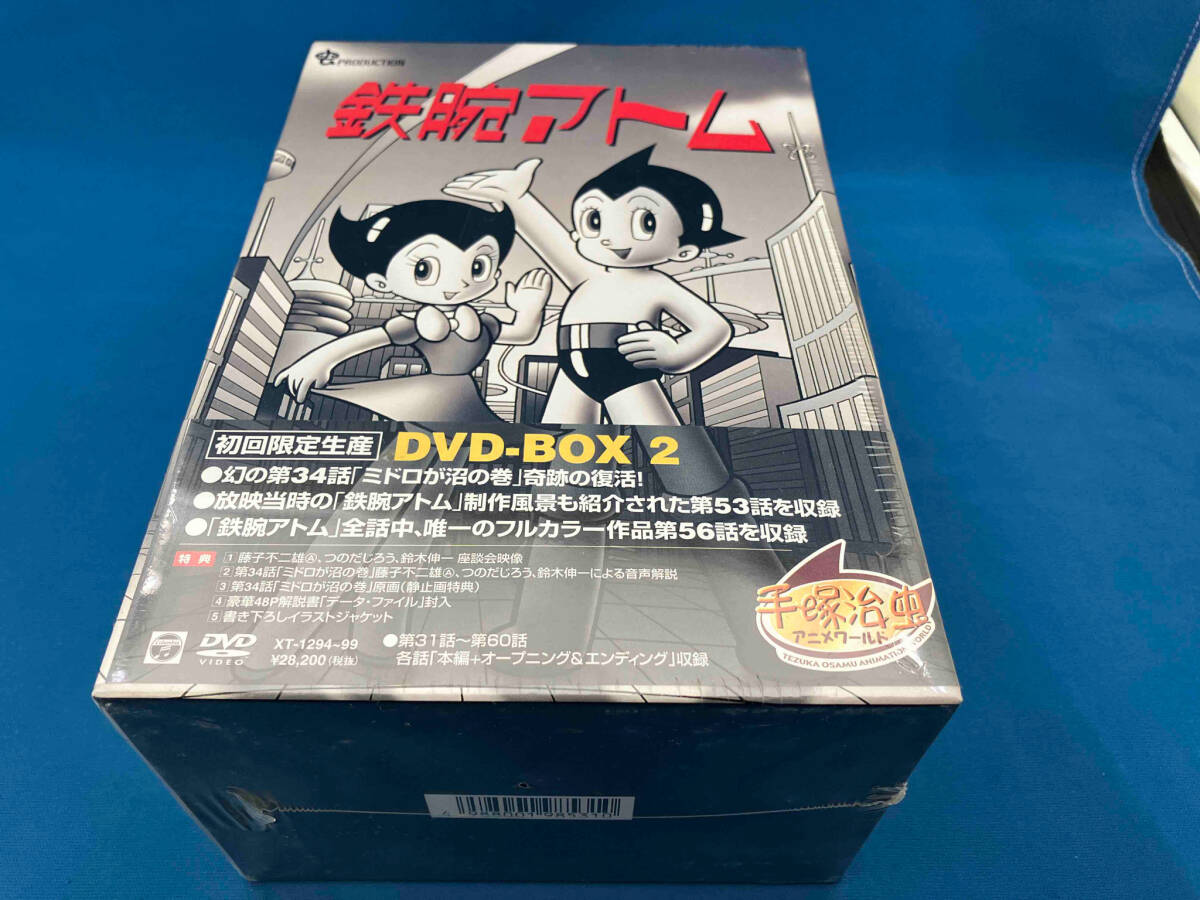 PRODUCTION
鉄腕アトム
初回限定生産 DVD-BOX 2
●幻の第34話「ミドロが沼の巻」奇跡の復活!
●放映当時の「鉄腕アトム」制作風景も紹介された第53話を収録
●「鉄腕アトム」全話中、唯一のフルカラー作品第56話を収録
特典 1 藤子不二雄Ⓐ、つのだじろう、鈴木伸一 座談会映像
2 第34話「ミドロが沼の巻」藤子不二雄Ⓐ、つのだじろう、鈴木伸一による音声解説
3 第34話「ミドロが沼の巻」原画(静止画特典)
4 豪華48P解説書「データ・ファイル」封入
5 書き下ろしイラストジャケット
手塚治虫
アニメワールド
TEZUKA OSAMU ANIMATION WORLD
Columbia
DVD
VIDEO
XT-1294~99
¥28,200(税抜)
●第31話~第60話
各話「本編+オープニング&エンディング」収録